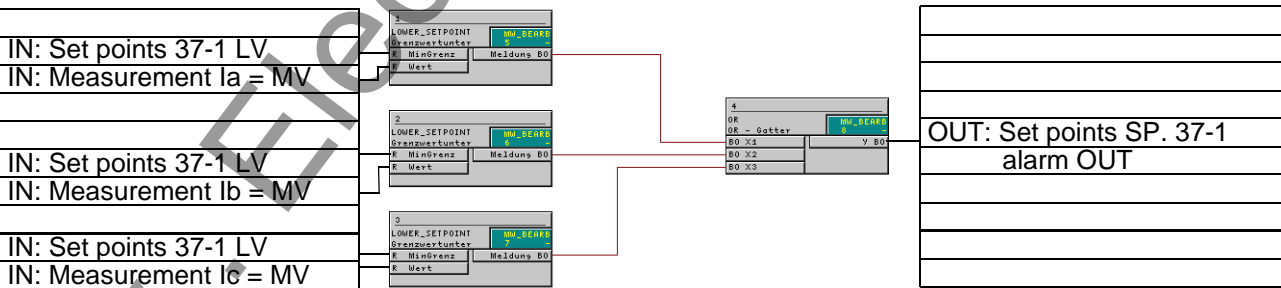 IN: Set points 37-1 LV
IN: Measurement Ia = MV
IN: Set points 37-1 LV
IN: Measurement Ib = MV
IN: Set points 37-1 LV
IN: Measurement Ic = MV
1
LOWER_SETPOINT
Grenzwertunter
MW_BEARB
5 -
R MinGrenz Meldung BO
R Wert
2
LOWER_SETPOINT
Grenzwertunter
MW_BEARB
6 -
R MinGrenz Meldung BO
R Wert
3
LOWER_SETPOINT
Grenzwertunter
MW_BEARB
7 -
R MinGrenz Meldung BO
R Wert
4
OR
OR - Gatter
MW_BEARB
8 -
BO X1 Y BO
BO X2
BO X3
OUT: Set points SP. 37-1
alarm OUT